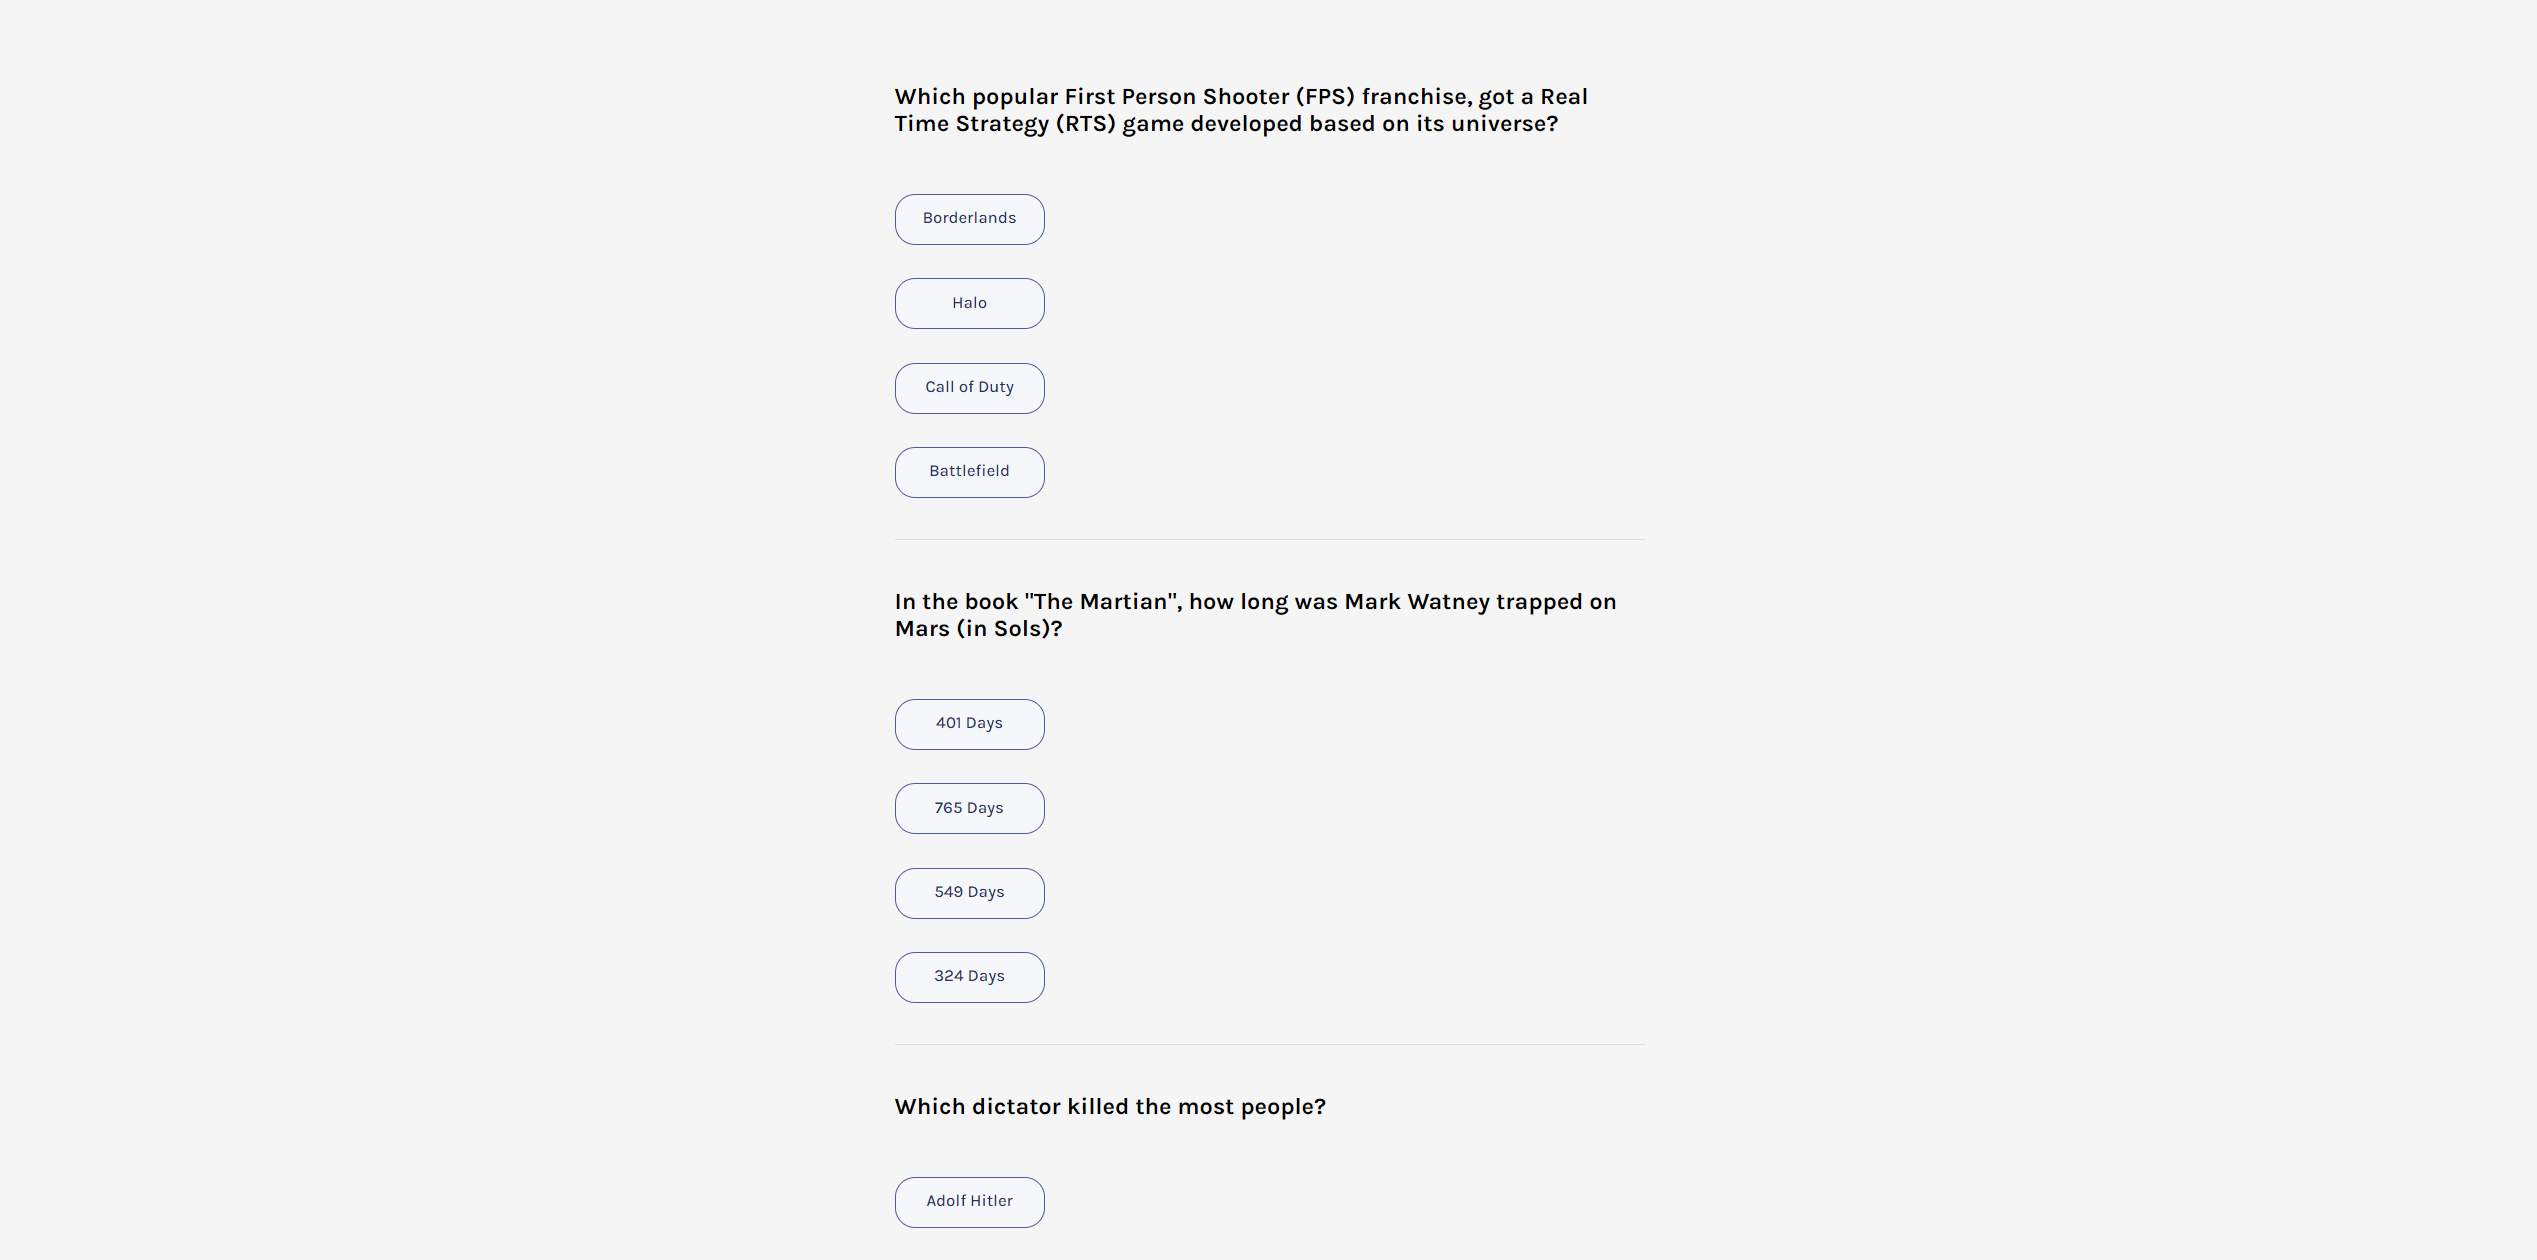 Which popular First Person Shooter (FPS) franchise, got a Real
Time Strategy (RTS) game developed based on its universe?
Borderlands
Halo
Call of Duty
Battlefield
In the book "The Martian", how long was Mark Watney trapped on
Mars (in Sols)?
401 Days
765 Days
549 Days
324 Days
Which dictator killed the most people?
Adolf Hitler